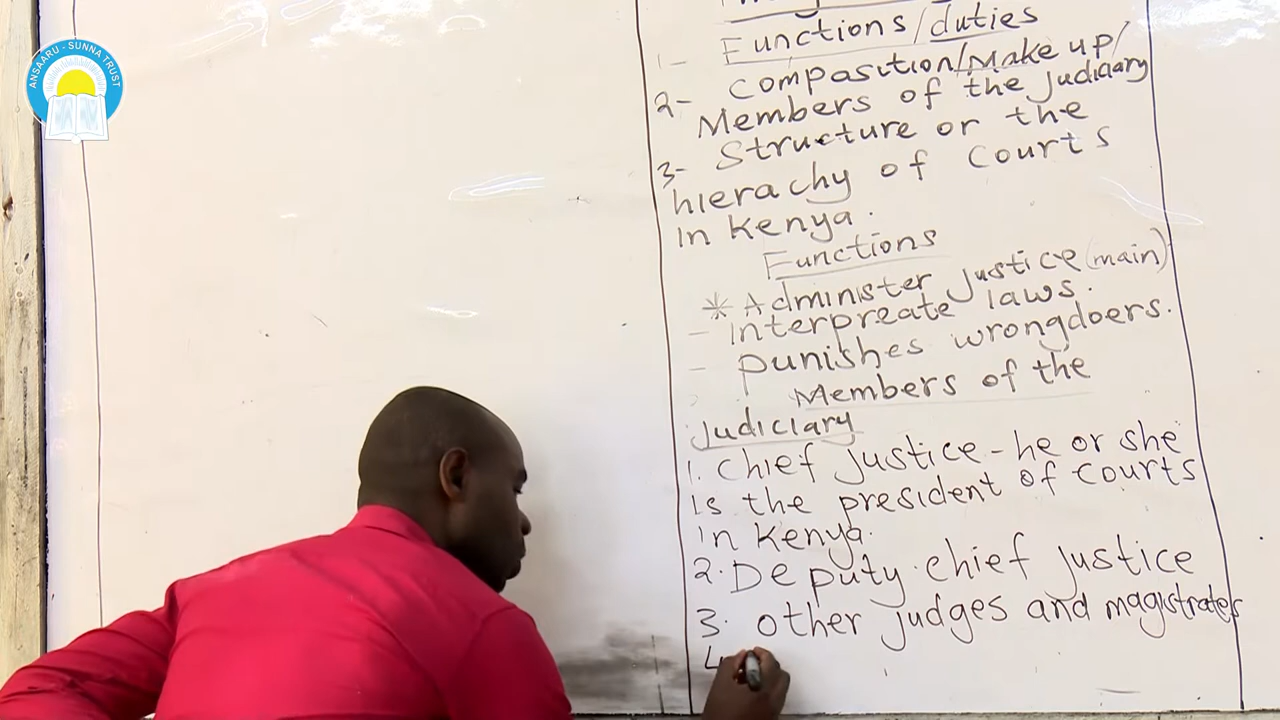 ANSAARU - SUNNA TRUST
Functions/duties
1-
2- Composition/Make up/
Members of the Judiciary
3- Structure or the
hierachy of Courts
in Kenya.
Functions
* Administer Justice (main)
- Interpreate laws.
- Punishes wrongdoers.
Members of the
Judiciary
1. Chief Justice - he or she
is the president of Courts
in Kenya.
2. Deputy chief Justice
3. other judges and magistrates
4